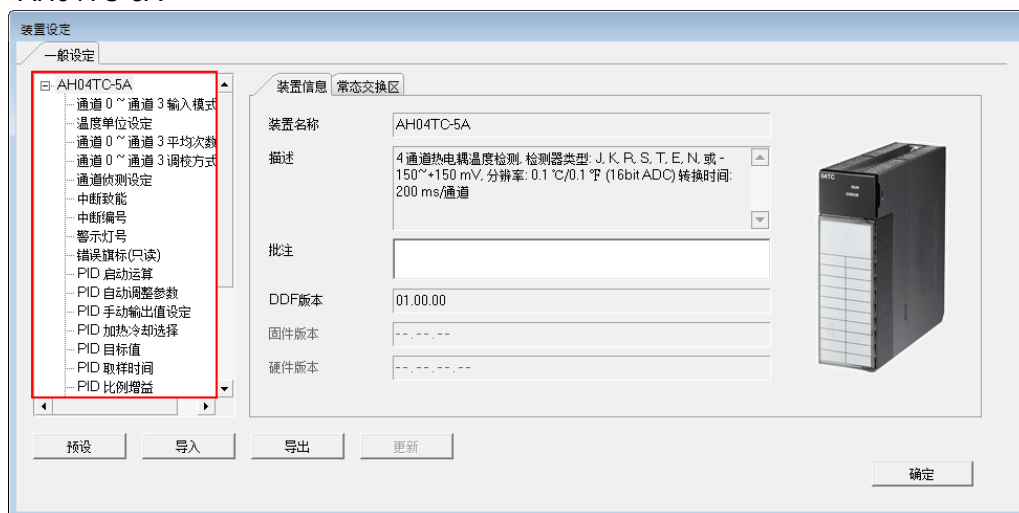 装置设定
一般设定
AH04TC-5A
通道 0 ~ 通道 3 输入模式
温度单位设定
通道 0 ~ 通道 3 平均次数
通道 0 ~ 通道 3 调校方式
通道侦测设定
中断致能
中断编号
警示灯号
错误旗标(只读)
PID 启动运算
PID 自动调整参数
PID 手动输出值设定
PID 加热冷却选择
PID 目标值
PID 取样时间
PID 比例增益
装置信息 常态交换区
装置名称 AH04TC-5A
描述 4 通道热电耦温度检测, 检测器类型: J, K, R, S, T, E, N, 或 -
150~+150 mV, 分辨率: 0.1 ℃/0.1 ℉ (16bit ADC) 转换时间:
200 ms/通道
批注
DDF版本 01.00.00
固件版本 --.--.--
硬件版本 --.--.--.--
04TC
RUN
ERROR
预设 导入 导出 更新
确定